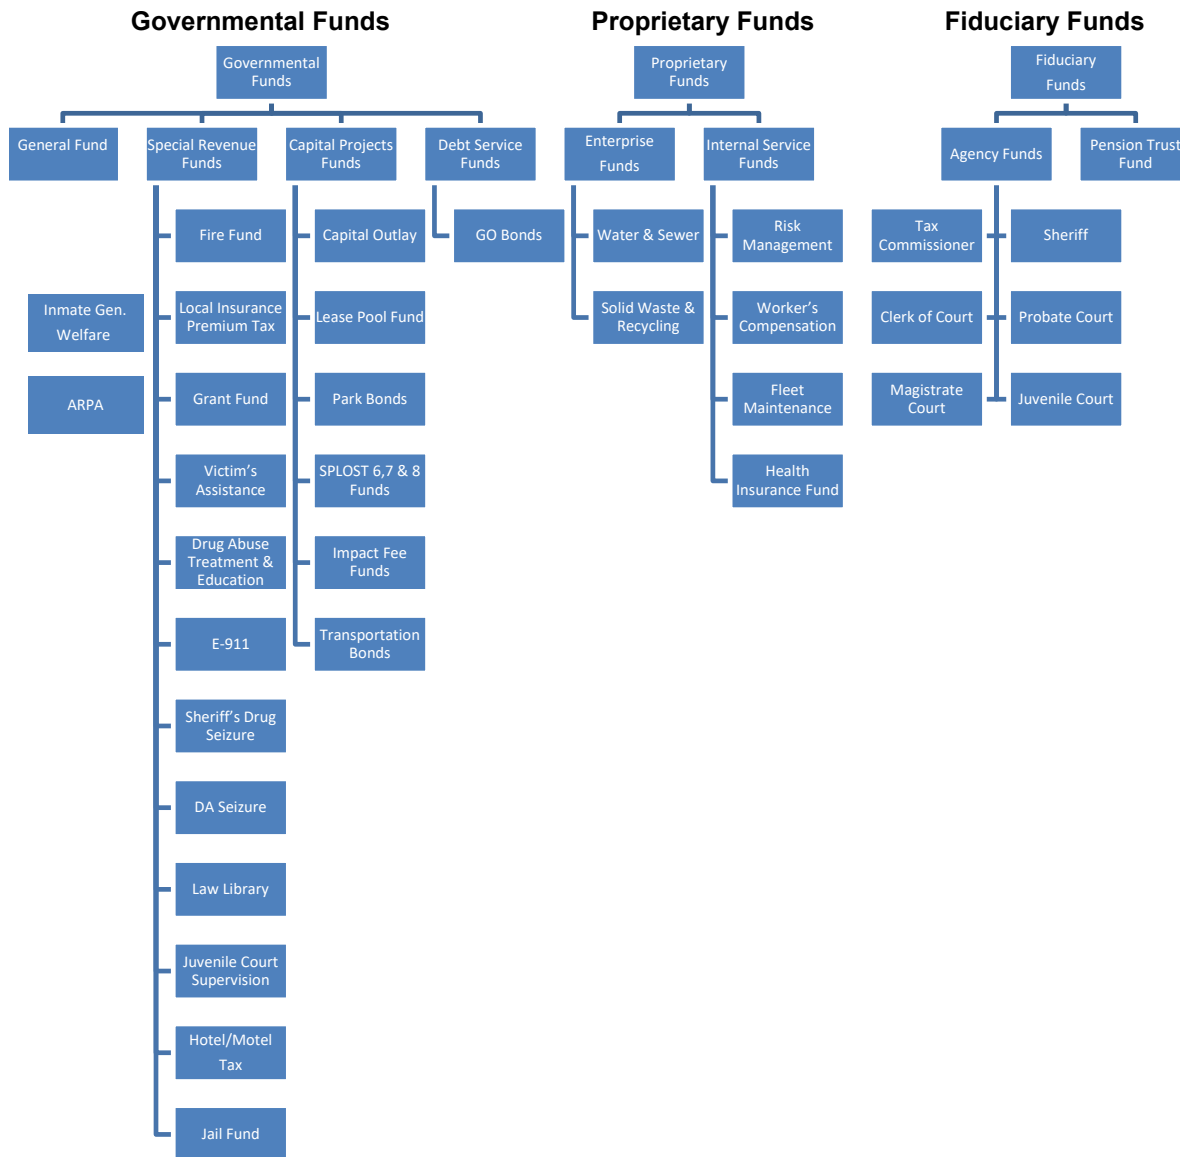 Governmental Funds
Proprietary Funds
Fiduciary Funds
Governmental
Funds
General Fund
Special Revenue
Funds
Capital Projects
Funds
Debt Service
Funds
Fire Fund
Local Insurance
Premium Tax
Grant Fund
Victim's
Assistance
Drug Abuse
Treatment &
Education
E-911
Sheriff's Drug
Seizure
DA Seizure
Law Library
Juvenile Court
Supervision
Hotel/Motel
Tax
Jail Fund
Inmate Gen.
Welfare
ARPA
Capital Outlay
Lease Pool Fund
Park Bonds
SPLOST 6,7 & 8
Funds
Impact Fee
Funds
Transportation
Bonds
GO Bonds
Proprietary
Funds
Enterprise
Funds
Internal Service
Funds
Water & Sewer
Solid Waste &
Recycling
Risk
Management
Worker's
Compensation
Fleet
Maintenance
Health
Insurance Fund
Fiduciary
Funds
Agency Funds
Pension Trust
Fund
Tax
Commissioner
Sheriff
Clerk of Court
Probate Court
Magistrate
Court
Juvenile Court